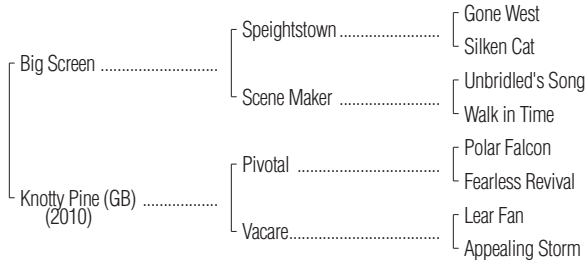 Gone West
Speightstown
Silken Cat
Big Screen
Unbridled's Song
Scene Maker
Walk in Time
Polar Falcon
Pivotal
Fearless Revival
Knotty Pine (GB)
(2010)
Lear Fan
Vacare
Appealing Storm